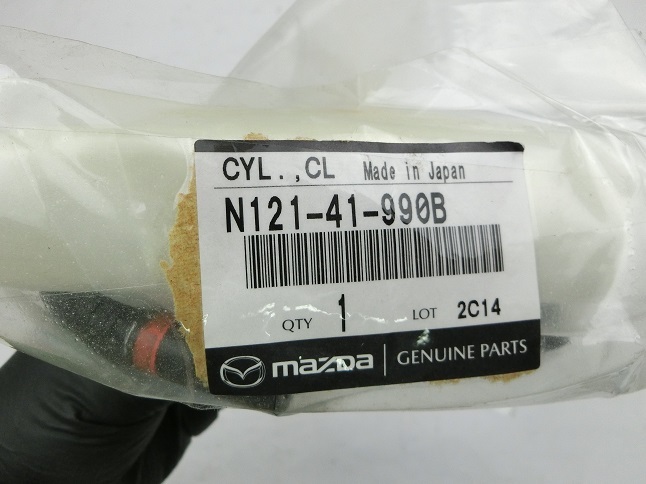 CYL.,CL Made in Japan
N121-41-990B
QTY 1 LOT 2C14
mazda GENUINE PARTS